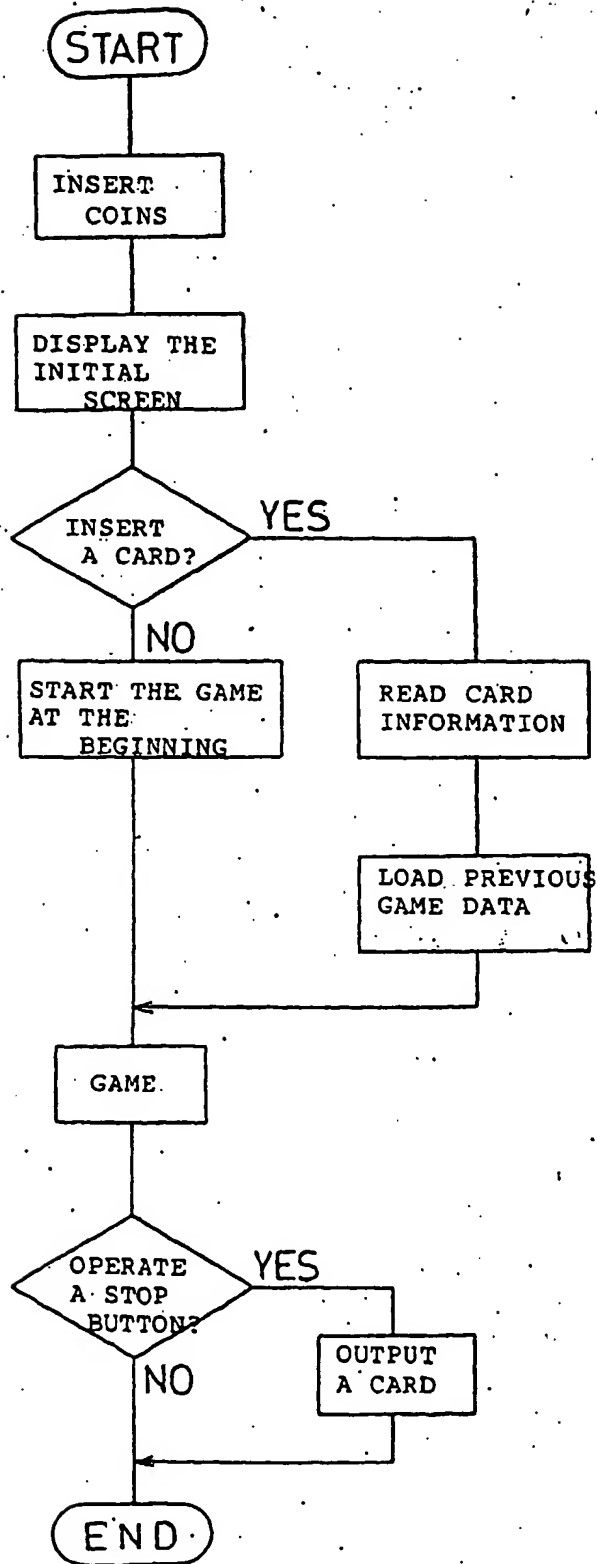 START
INSERT
COINS
DISPLAY THE
INITIAL
SCREEN
INSERT
A CARD?
YES
NO
START THE GAME
AT THE
BEGINNING
READ CARD
INFORMATION
LOAD PREVIOUS
GAME DATA
GAME
OPERATE
A STOP
BUTTON?
YES
NO
OUTPUT
A CARD
END